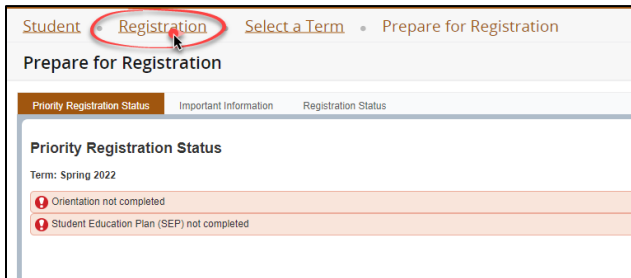 Student • Registration • Select a Term • Prepare for Registration
Prepare for Registration
Priority Registration Status Important Information Registration Status
Priority Registration Status
Term: Spring 2022
Orientation not completed
Student Education Plan (SEP) not completed